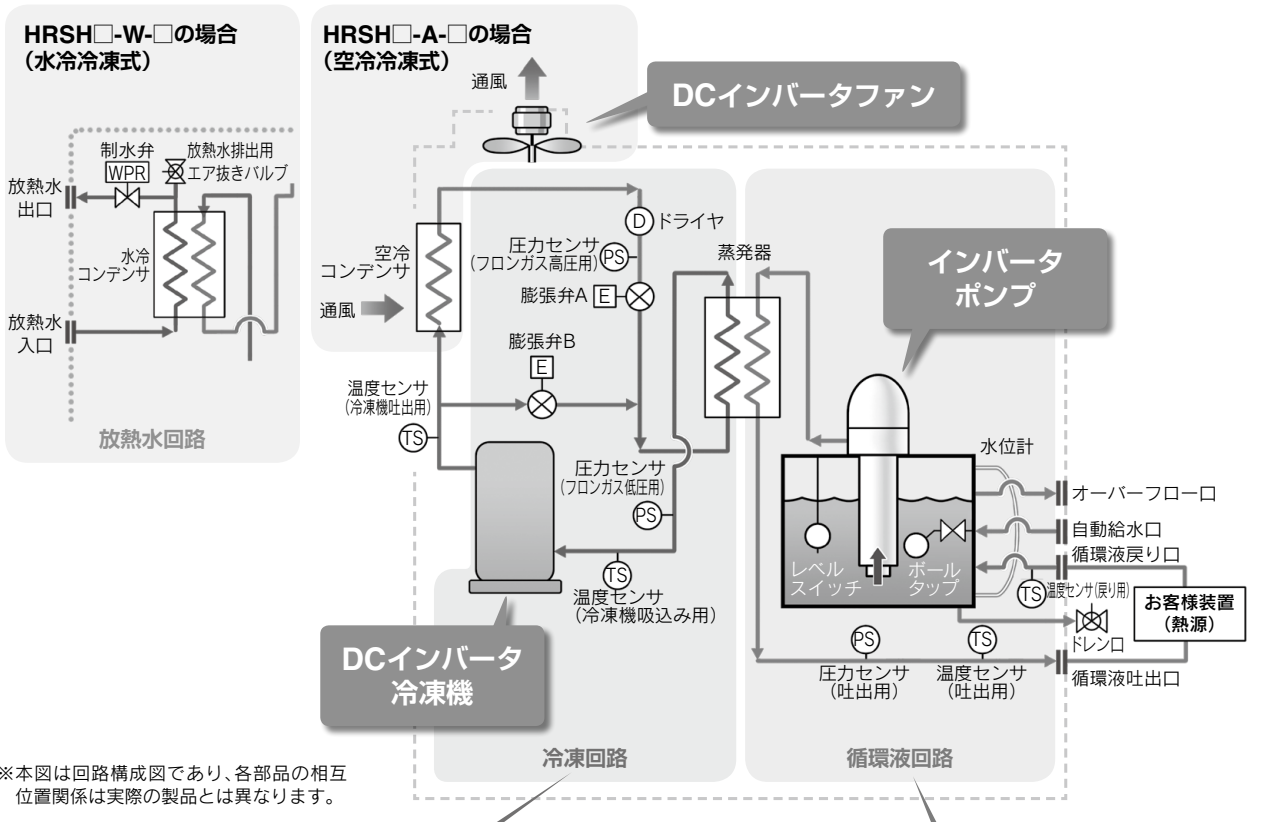 HRSH□-W-□の場合
（水冷冷凍式）
制水弁
WPR
放熱水排出用
エア抜きバルブ
放熱水
出口
水冷
コンデンサ
放熱水
入口
放熱水回路
HRSH□-A-□の場合
（空冷冷凍式）
通風
DCインバータファン
空冷
コンデンサ
通風
D
ドライヤ
圧力センサ
（フロンガス高圧用）
PS
膨張弁A
E
膨張弁B
E
温度センサ
（冷凍機吐出用）
TS
圧力センサ
（フロンガス低圧用）
PS
TS
温度センサ
（冷凍機吸込み用）
DCインバータ
冷凍機
冷凍回路
蒸発器
インバータ
ポンプ
水位計
レベル
スイッチ
ボール
タップ
オーバーフロー口
自動給水口
循環液戻り口
TS
温度センサ(戻り用)
お客様装置
（熱源）
ドレン口
PS
圧力センサ
（吐出用）
TS
温度センサ
（吐出用）
循環液吐出口
循環液回路
※本図は回路構成図であり、各部品の相互
位置関係は実際の製品とは異なります。